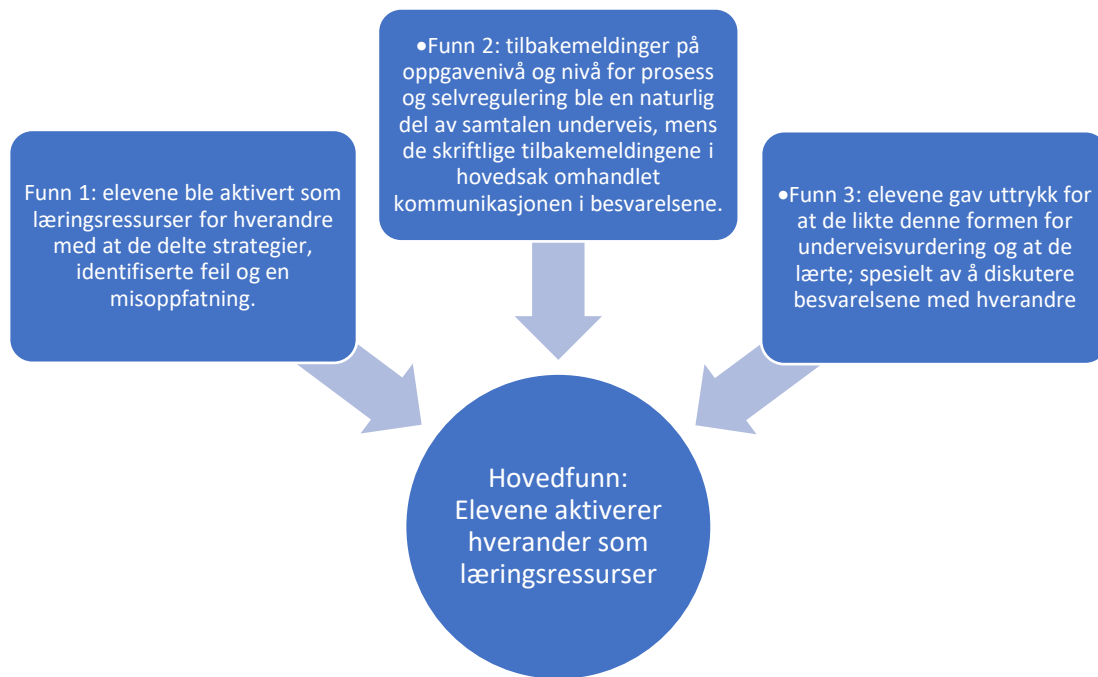 Funn 1: elevene ble aktivert som
læringsressurser for hverandre
med at de delte strategier,
identifiserte feil og en
misoppfatning.
•Funn 2: tilbakemeldinger på
oppgavenivå og nivå for prosess
og selvregulering ble en naturlig
del av samtalen underveis, mens
de skriftlige tilbakemeldingene i
hovedsak omhandlet
kommunikasjonen i besvarelsene.
•Funn 3: elevene gav uttrykk for
at de likte denne formen for
underveisvurdering og at de
lærte; spesielt av å diskutere
besvarelsene med hverandre
Hovedfunn:
Elevene aktiverer
hverander som
læringsressurser